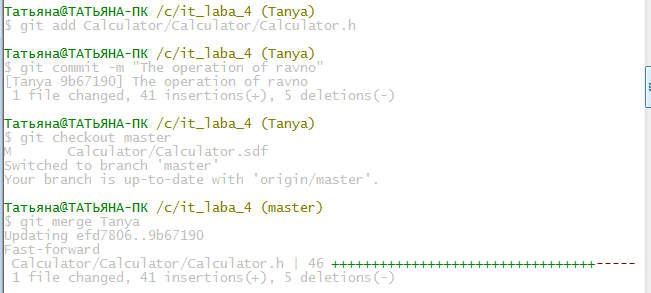 Татьяна@ТАТЬЯНА-ПК /c/it_laba_4 (Tanya)
$ git add Calculator/Calculator/Calculator.h
Татьяна@ТАТЬЯНА-ПК /c/it_laba_4 (Tanya)
$ git commit -m "The operation of ravno"
[Tanya 9b67190] The operation of ravno
1 file changed, 41 insertions(+), 5 deletions(-)
Татьяна@ТАТЬЯНА-ПК /c/it_laba_4 (Tanya)
$ git checkout master
M       Calculator/Calculator.sdf
Switched to branch 'master'
Your branch is up-to-date with 'origin/master'.
Татьяна@ТАТЬЯНА-ПК /c/it_laba_4 (master)
$ git merge Tanya
Updating efd7806..9b67190
Fast-forward
Calculator/Calculator/Calculator.h | 46 +++++++++++++++++++++++++++++++++-----
1 file changed, 41 insertions(+), 5 deletions(-)